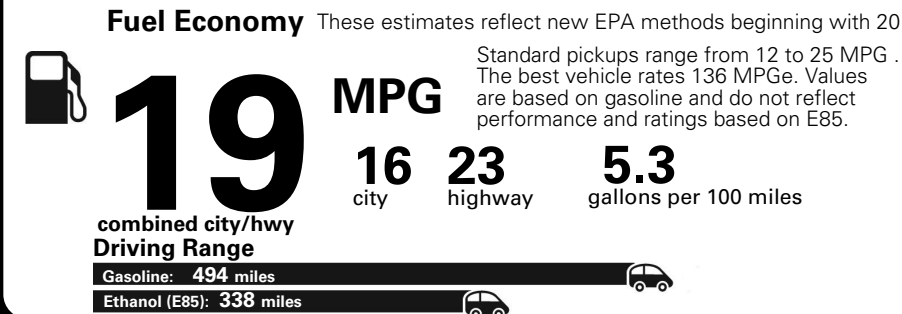 Fuel Economy These estimates reflect new EPA methods beginning with 20
Standard pickups range from 12 to 25 MPG .
The best vehicle rates 136 MPGe. Values
are based on gasoline and do not reflect
performance and ratings based on E85.
19 MPG
16 23 5.3
city highway gallons per 100 miles
combined city/hwy
Driving Range
Gasoline: 494 miles
Ethanol (E85): 338 miles